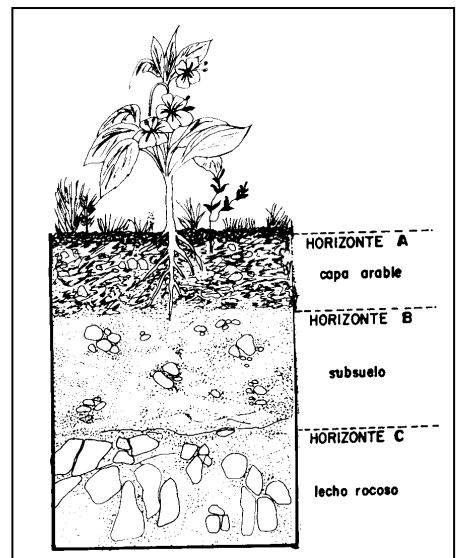 HORIZONTE A
capa arable
HORIZONTE B
subsuelo
HORIZONTE C
lecho rocoso